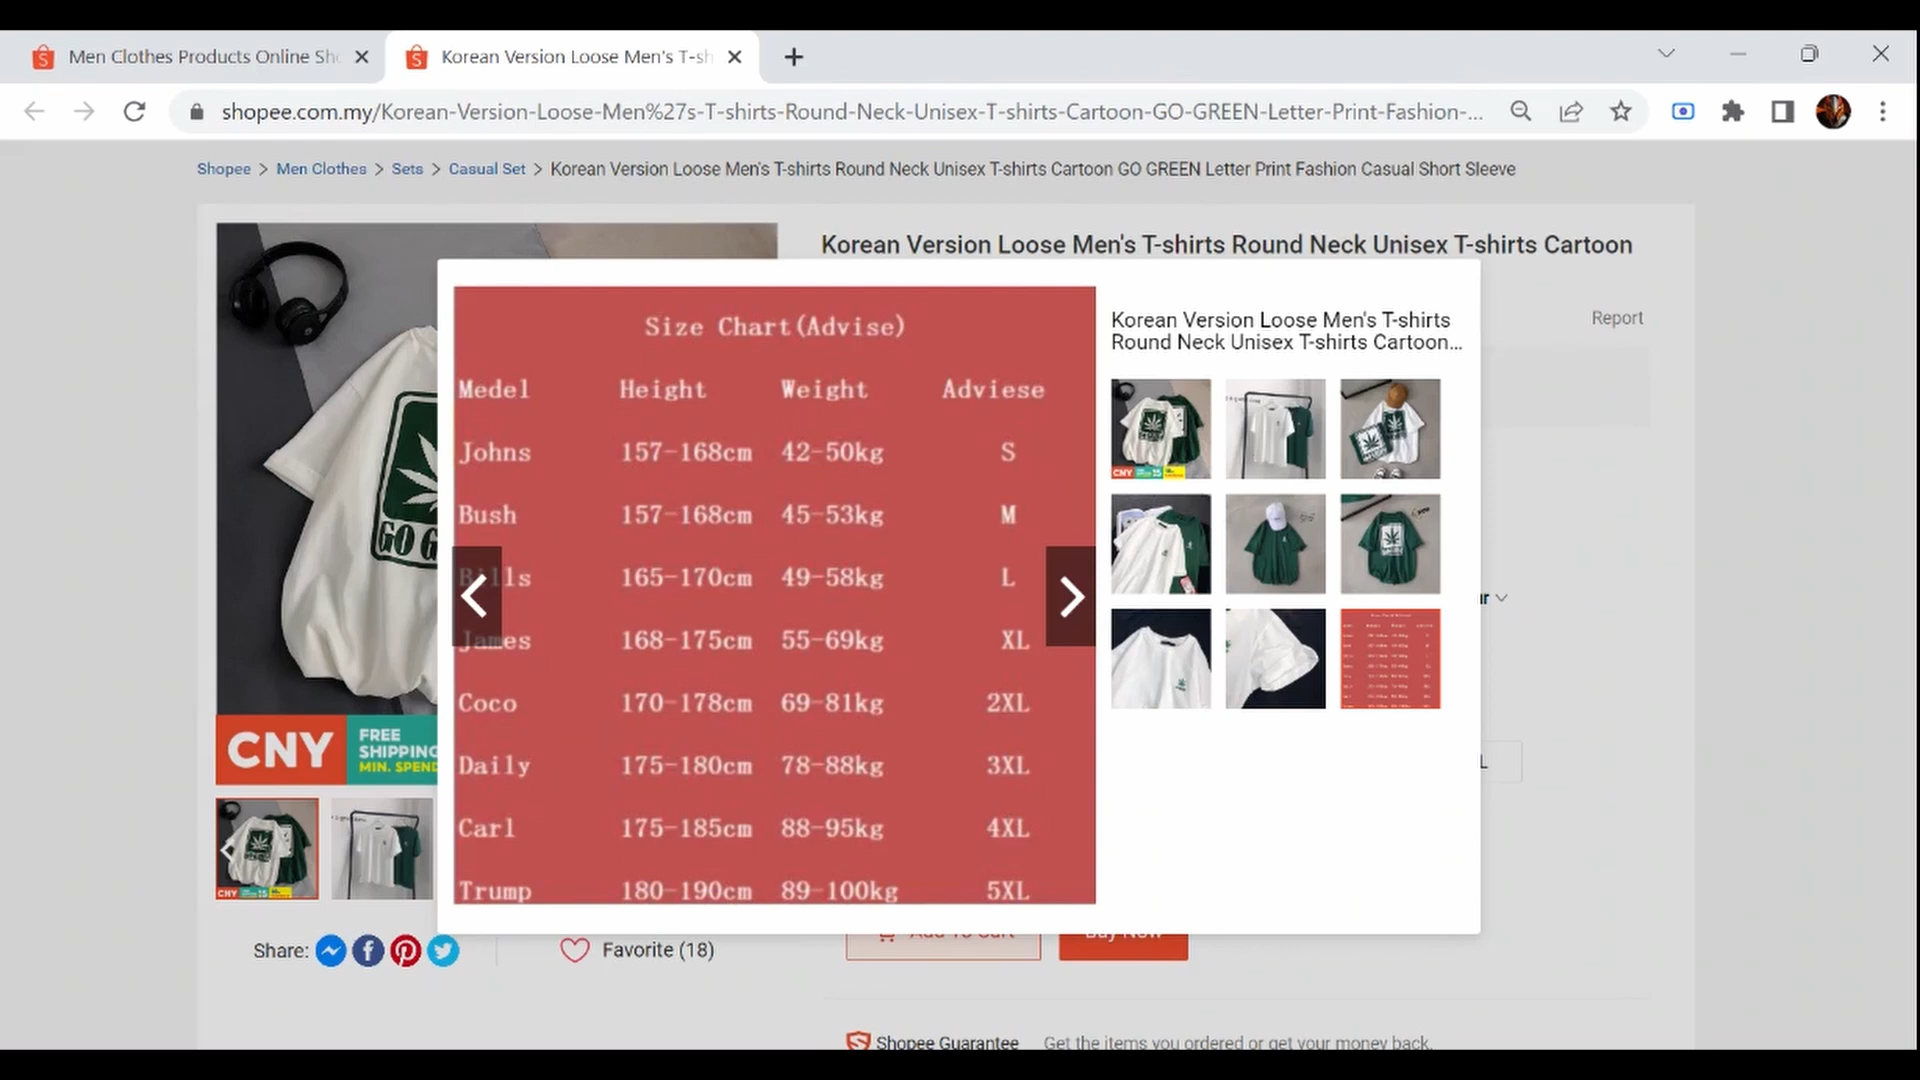 Men Clothes Products Online Sho
Korean Version Loose Men's T-sh
shopee.com.my/Korean-Version-Loose-Men%27s-T-shirts-Round-Neck-Unisex-T-shirts-Cartoon-GO-GREEN-Letter-Print-Fashion-...
Shopee > Men Clothes > Sets > Casual Set > Korean Version Loose Men's T-shirts Round Neck Unisex T-shirts Cartoon GO GREEN Letter Print Fashion Casual Short Sleeve
Korean Version Loose Men's T-shirts Round Neck Unisex T-shirts Cartoon
Report
GO G
CNY
FREE
SHIPPING
MIN. SPEND
Size Chart(Advise)
Medel Height Weight Adviese
Johns 157-168cm 42-50kg S
Bush 157-168cm 45-53kg M
Bills 165-170cm 49-58kg L
James 168-175cm 55-69kg XL
Coco 170-178cm 69-81kg 2XL
Daily 175-180cm 78-88kg 3XL
Carl 175-185cm 88-95kg 4XL
Trump 180-190cm 89-100kg 5XL
Korean Version Loose Men's T-shirts
Round Neck Unisex T-shirts Cartoon...
CNY
L
CNY
Share:
Favorite (18)
Add To Cart
Buy Now
Shopee Guarantee
Get the items you ordered or get your money back.